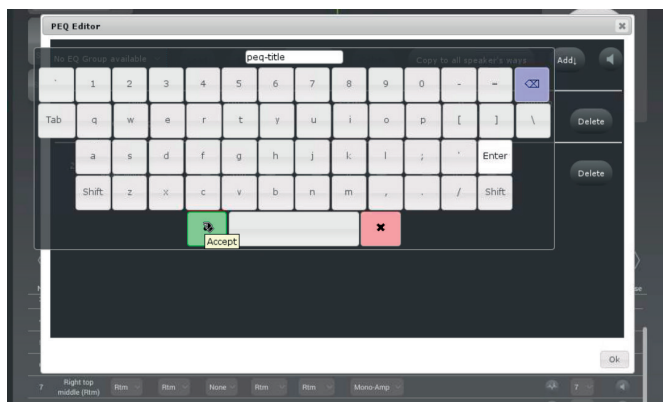 PEQ Editor
No EQ Group available
peq-title
Copy to all speaker's ways
Add↓
` 1 2 3 4 5 6 7 8 9 0 - =
Tab q w e r t y u i o p [ ] \
Delete
a s d f g h j k l ; ' Enter
Delete
Shift z x c v b n m , . / Shift
Accept
Ok
7 Right top middle (Rtm) Rtm Rtm None Rtm Rtm Mono-Amp 7